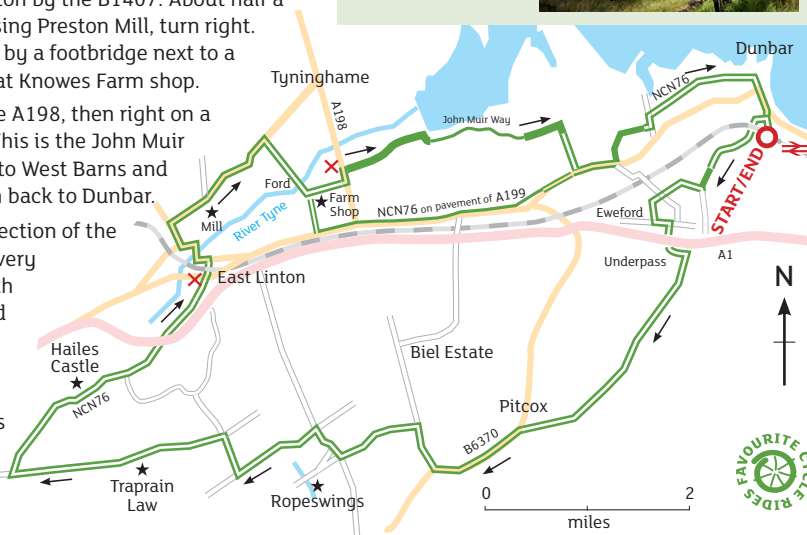 ton by the B1407. About half a
sing Preston Mill, turn right.
by a footbridge next to a
at Knowes Farm shop.
e A198, then right on a
This is the John Muir
to West Barns and
back to Dunbar.
ection of the
very
th
d
s
Tyninghame
A198
John Muir Way
NCN76
Dunbar
START/END
Ford
Farm
Shop
Mill
River Tyne
NCN76 on pavement of A199
Eweford
Underpass
A1
East Linton
N
Hailes
Castle
NCN76
Biel Estate
Pitcox
B6370
Traprain
Law
Ropeswings
0 2
miles
FAVOURITE CYCLE RIDES